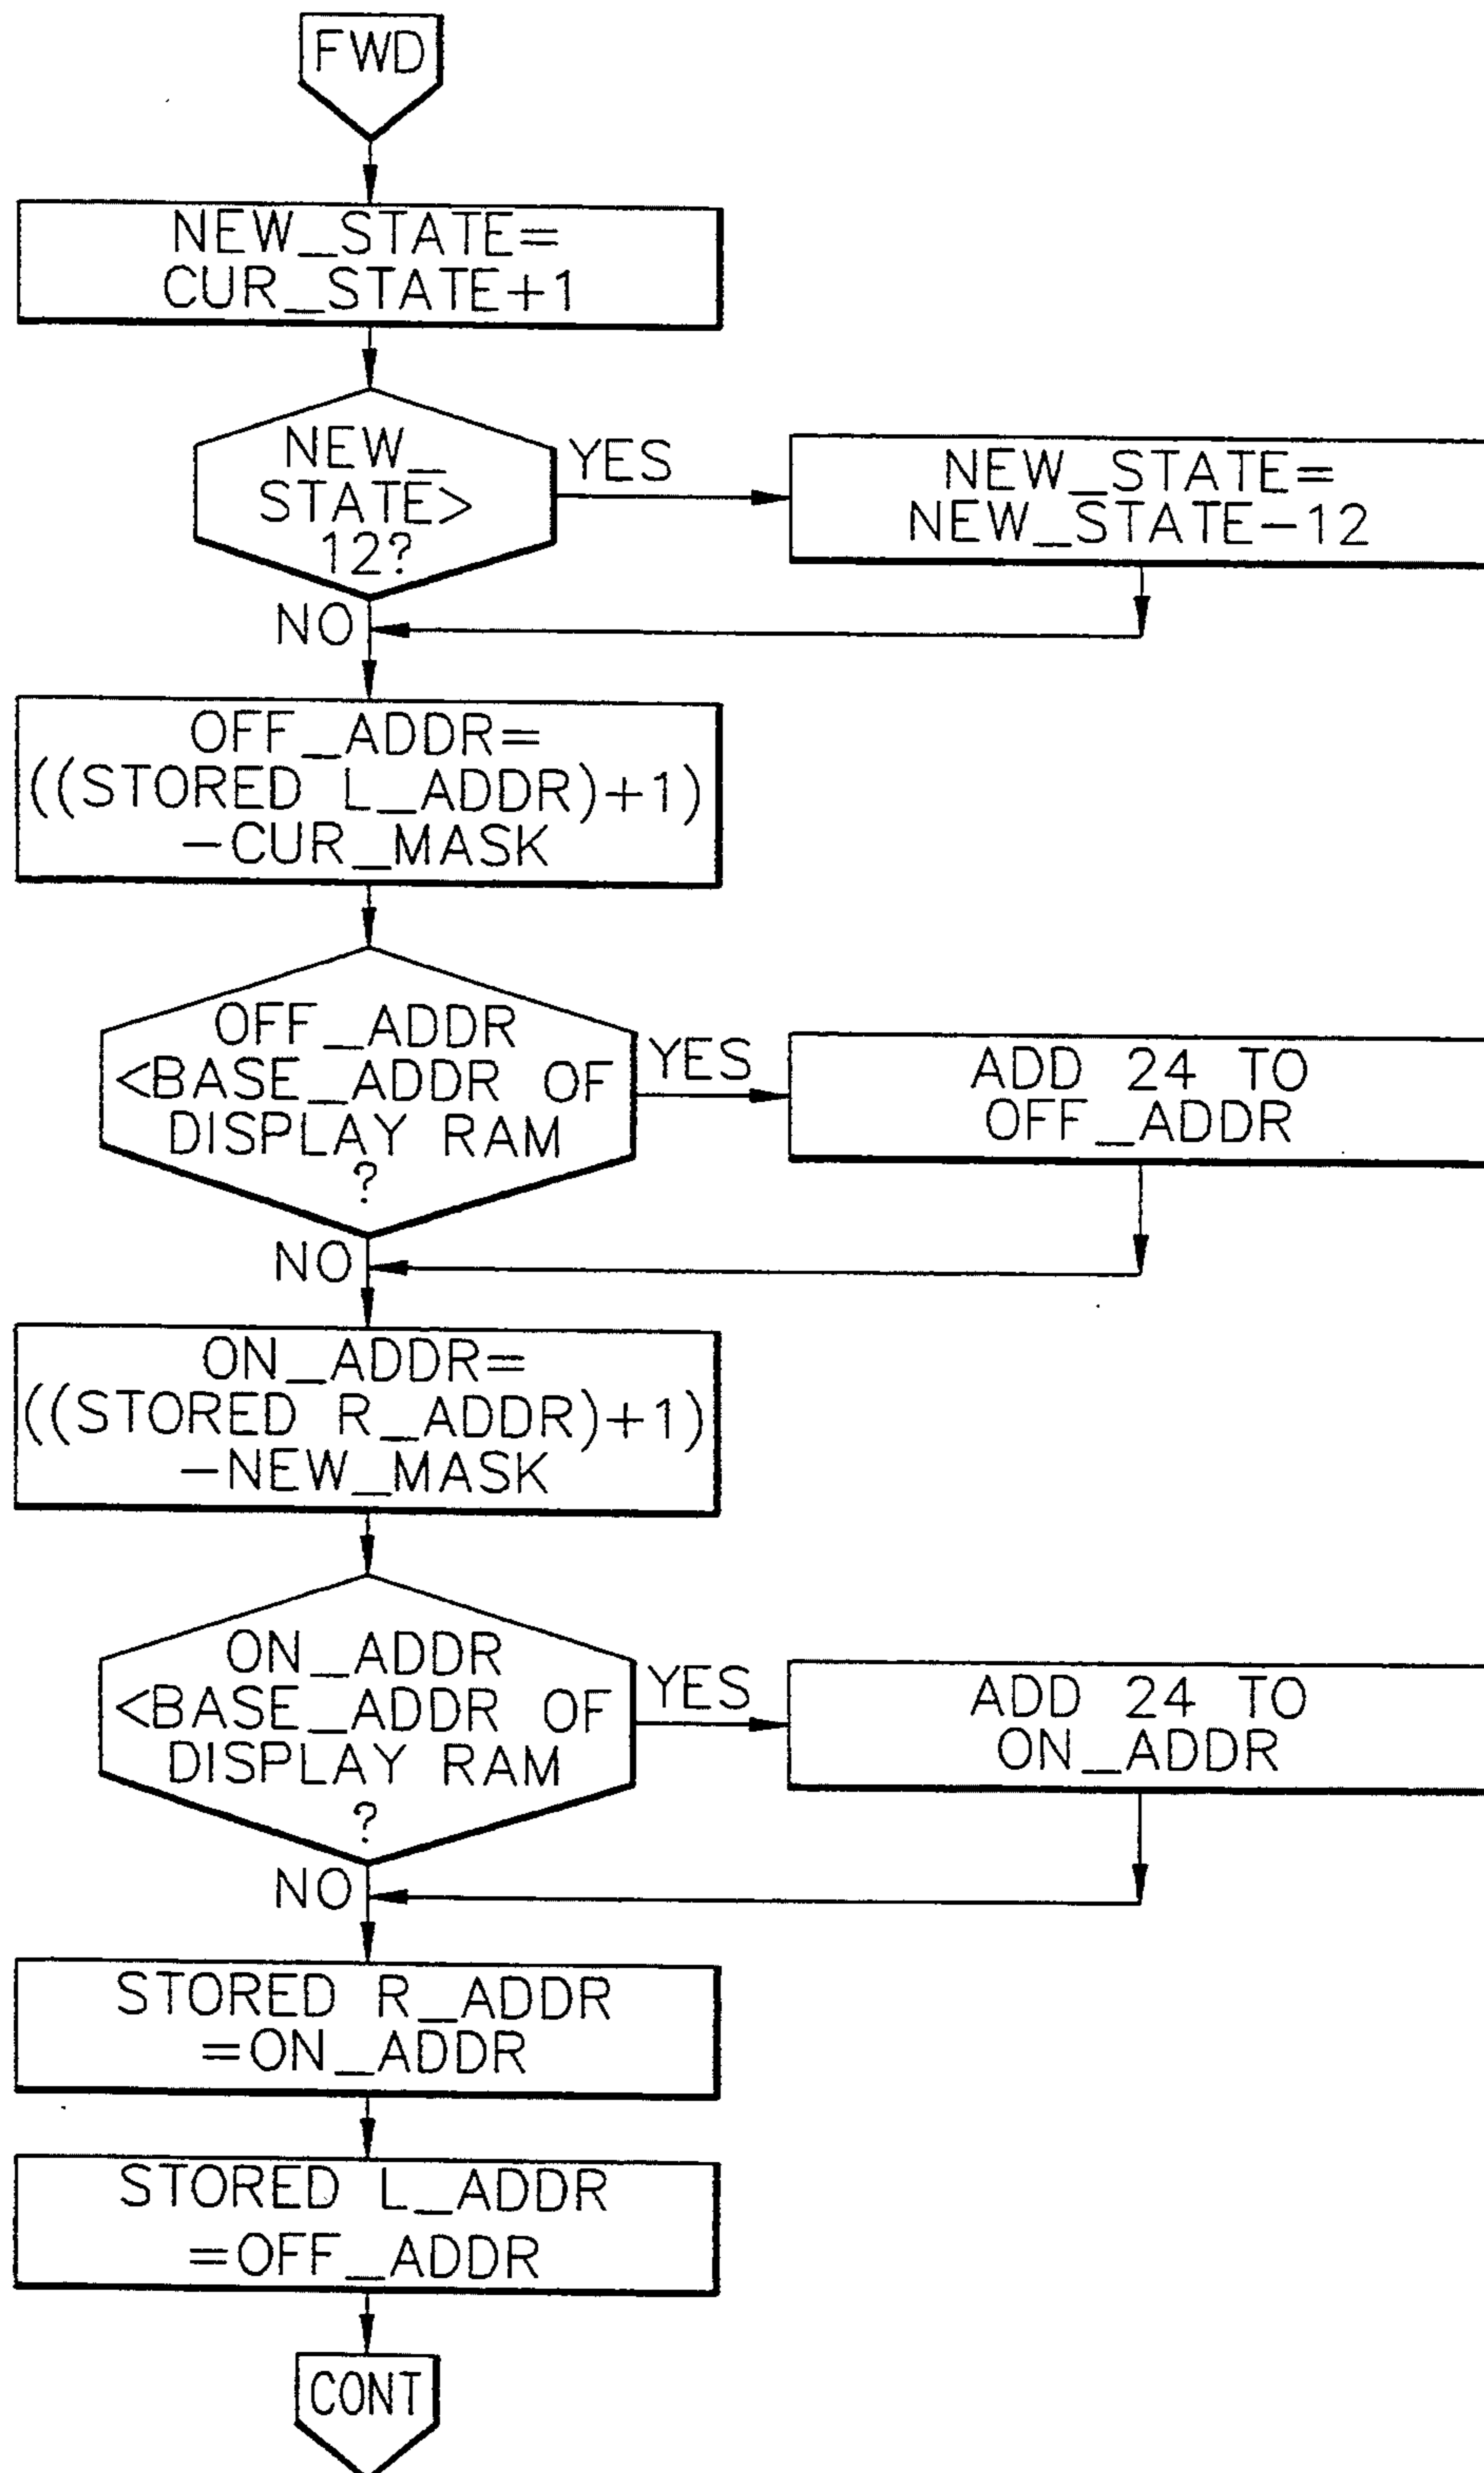 FWD
NEW_STATE=
CUR_STATE+1
NEW_
STATE>
12?
YES
NEW_STATE=
NEW_STATE-12
NO
OFF_ADDR=
((STORED L_ADDR)+1)
-CUR_MASK
OFF_ADDR
<BASE_ADDR OF
DISPLAY RAM
?
YES
ADD 24 TO
OFF_ADDR
NO
ON_ADDR=
((STORED R_ADDR)+1)
-NEW_MASK
ON_ADDR
<BASE_ADDR OF
DISPLAY RAM
?
YES
ADD 24 TO
ON_ADDR
NO
STORED R_ADDR
=ON_ADDR
STORED L_ADDR
=OFF_ADDR
CONT